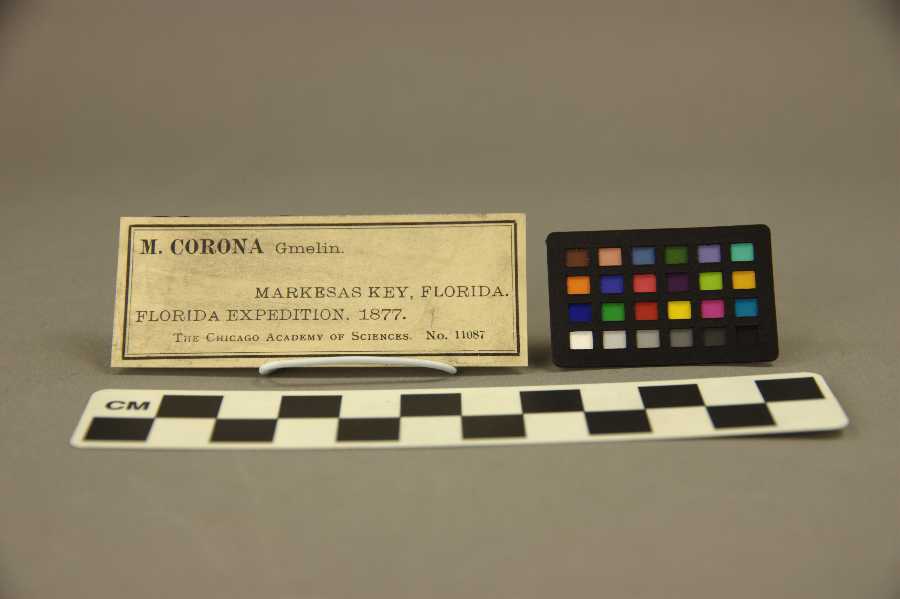 M. CORONA Gmelin.
MARKESAS KEY, FLORIDA.
FLORIDA EXPEDITION. 1877.
THE CHICAGO ACADEMY OF SCIENCES. No. 11087
CM